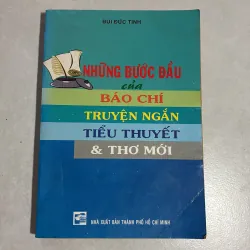 BÙI ĐỨC TỊNH
NHỮNG BƯỚC ĐẦU
của
BÁO CHÍ
TRUYỆN NGẮN
TIỂU THUYẾT
& THƠ MỚI
NHÀ XUẤT BẢN THÀNH PHỐ HỒ CHÍ MINH